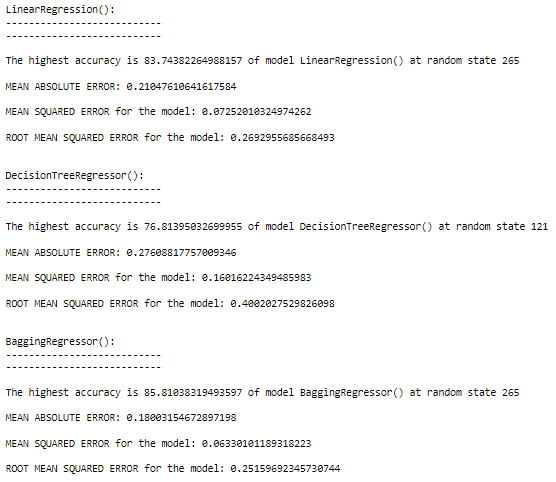 LinearRegression():
---------------------------
---------------------------
The highest accuracy is 83.74382264988157 of model LinearRegression() at random state 265
MEAN ABSOLUTE ERROR: 0.21047610641617584
MEAN SQUARED ERROR for the model: 0.07252010324974262
ROOT MEAN SQUARED ERROR for the model: 0.2692955685668493
DecisionTreeRegressor():
---------------------------
---------------------------
The highest accuracy is 76.81395032699955 of model DecisionTreeRegressor() at random state 121
MEAN ABSOLUTE ERROR: 0.27608817757009346
MEAN SQUARED ERROR for the model: 0.16016224349485983
ROOT MEAN SQUARED ERROR for the model: 0.4002027529826098
BaggingRegressor():
---------------------------
---------------------------
The highest accuracy is 85.81038319493597 of model BaggingRegressor() at random state 265
MEAN ABSOLUTE ERROR: 0.18003154672897198
MEAN SQUARED ERROR for the model: 0.06330101189318223
ROOT MEAN SQUARED ERROR for the model: 0.25159692345730744